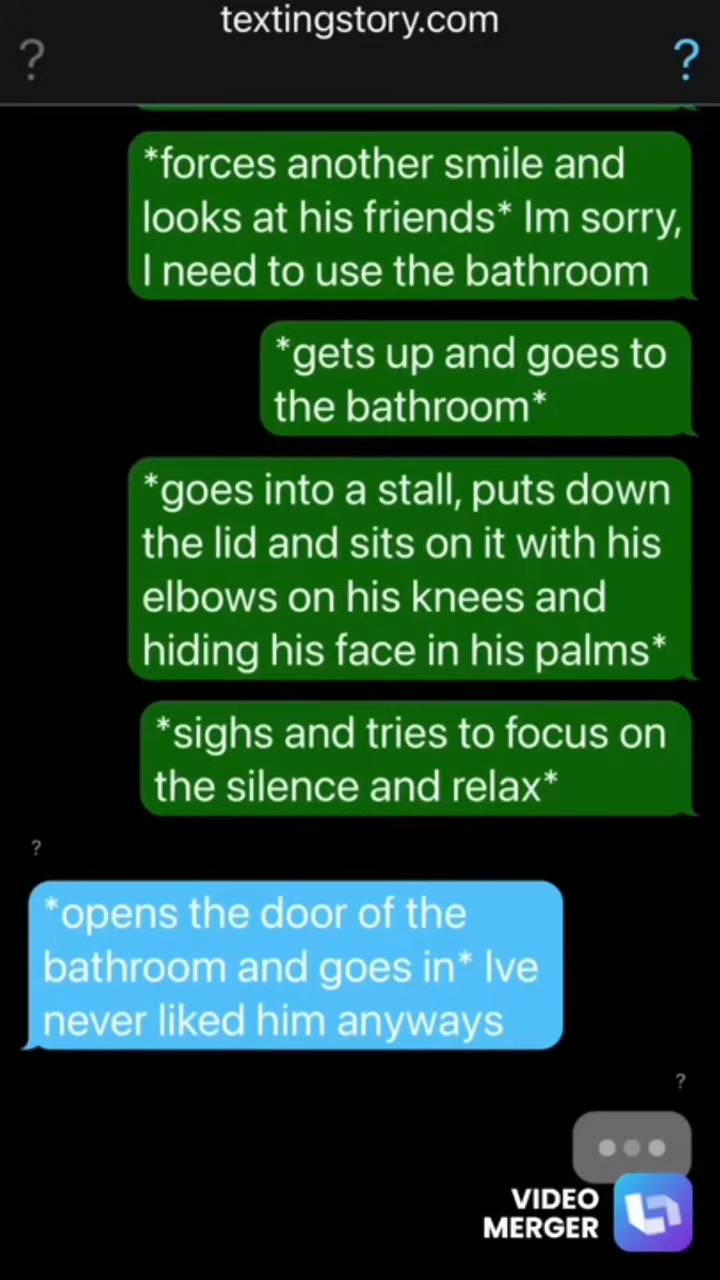 textingstory.com
?
?
*forces another smile and
looks at his friends* Im sorry,
I need to use the bathroom
*gets up and goes to
the bathroom*
*goes into a stall, puts down
the lid and sits on it with his
elbows on his knees and
hiding his face in his palms*
*sighs and tries to focus on
the silence and relax*
?
*opens the door of the
bathroom and goes in* Ive
never liked him anyways
?
VIDEO
MERGER